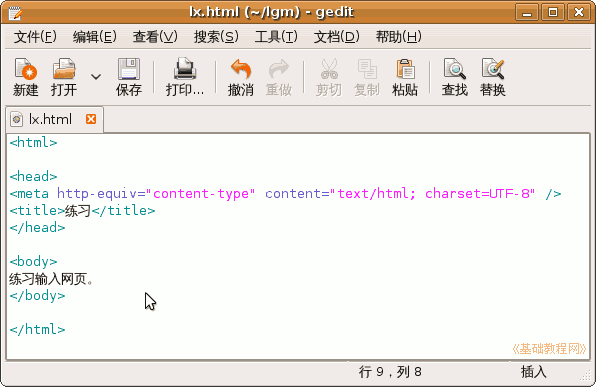 lx.html (~/lgm) - gedit
文件(F) 编辑(E) 查看(V) 搜索(S) 工具(T) 文档(D) 帮助(H)
新建 打开 保存 打印... 撤消 重做 剪切 复制 粘贴 查找 替换
lx.html
<html>
<head>
<meta http-equiv="content-type" content="text/html; charset=UTF-8" />
<title>练习</title>
</head>
<body>
练习输入网页。
</body>
</html>
《基础教程网》
行 9，列 8 插入